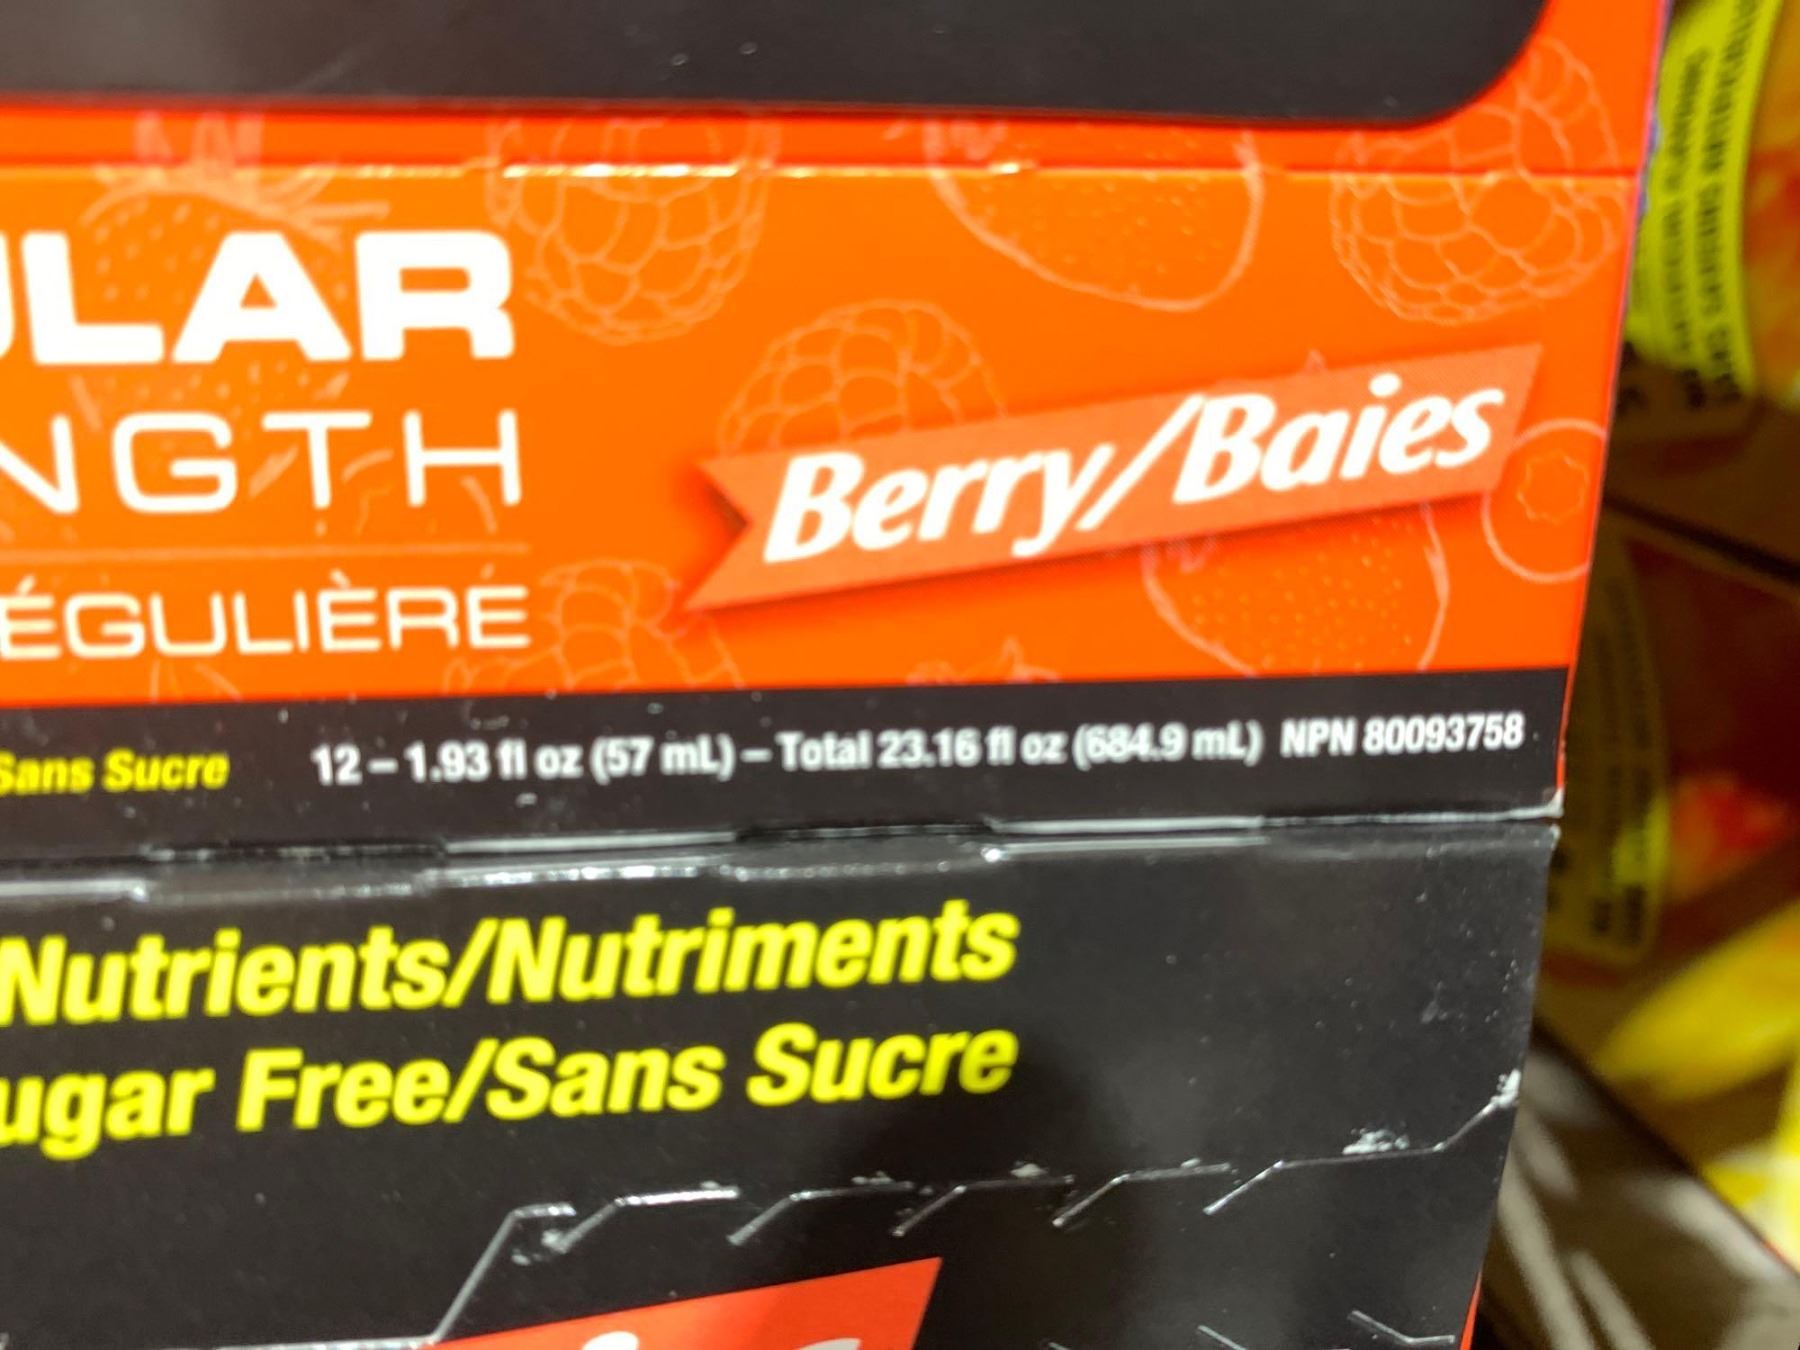 ULAR
NGTH
ÉGULIÈRE
Berry/Baies
Sans Sucre 12 – 1.93 fl oz (57 mL) – Total 23.16 fl oz (684.9 mL) NPN 80093758
Nutrients/Nutriments
ugar Free/Sans Sucre